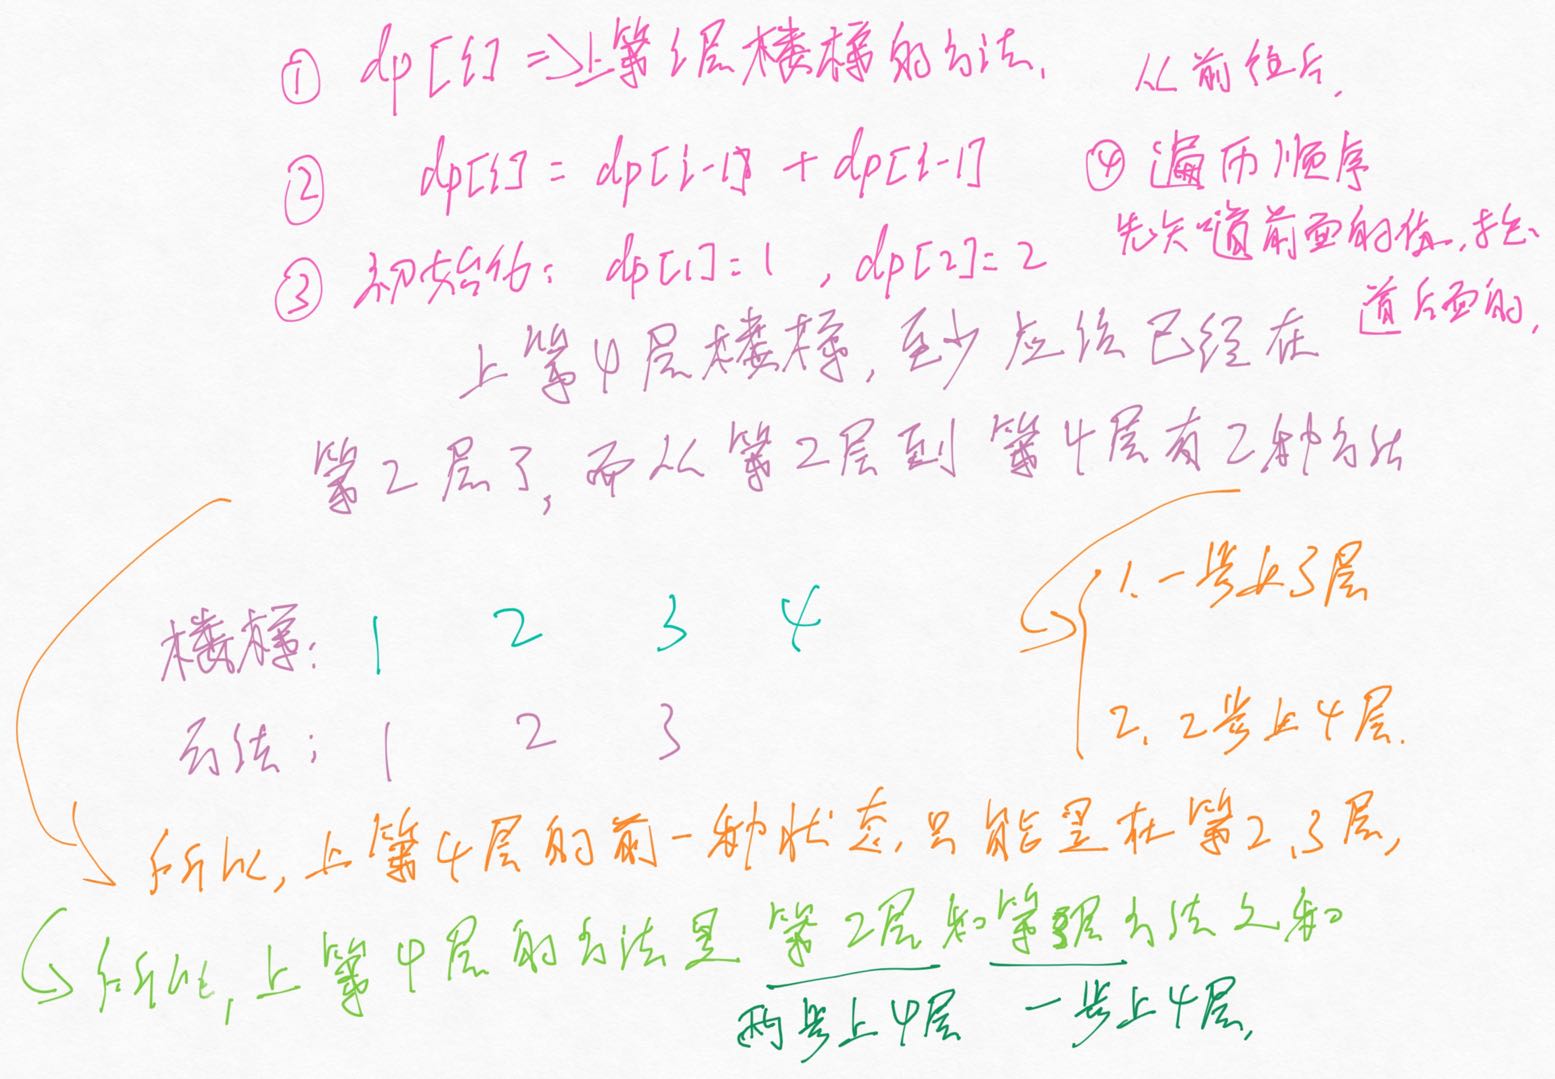 ① dp[i] => 上第i层楼梯的方法.
② dp[i] = dp[i-1] + dp[i-1]
③ 初始化: dp[1]=1 , dp[2]=2
从前往后.
④ 遍历顺序
先知道前面的值,才知
道后面的.
上第4层楼梯,至少应该已经在
第2层了,而从第2层到第4层有2种方法
1. 一步上3层
2. 2步上4层.
楼梯: 1 2 3 4
方法: 1 2 3
所以,上第4层的前一种状态,只能是在第2,3层,
所以,上第4层的方法是第2层和第3层方法之和
两步上4层 一步上4层.